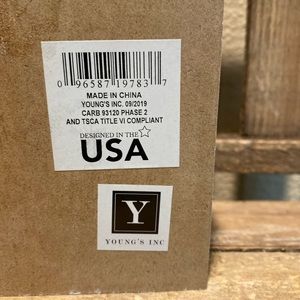 0 96587 19783 7
MADE IN CHINA
YOUNG'S INC. 09/2019
CARB 93120 PHASE 2
AND TSCA TITLE VI COMPLIANT
DESIGNED IN THE
USA
Y
YOUNG'S INC